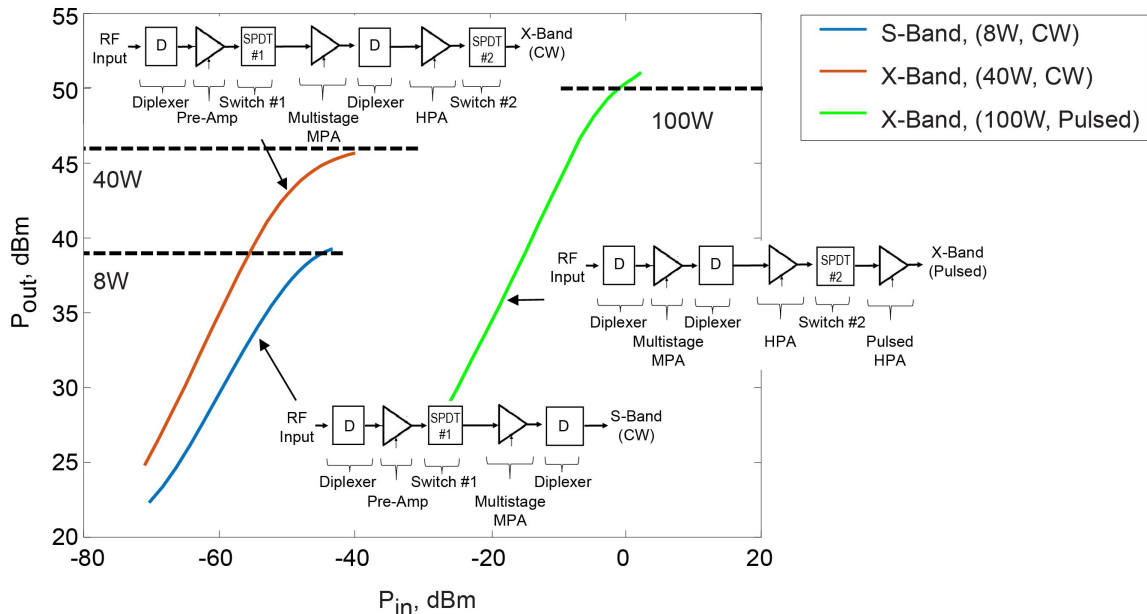 S-Band, (8W, CW)
X-Band, (40W, CW)
X-Band, (100W, Pulsed)
P_out, dBm
55
50
45
40
35
30
25
20
-80
-60
-40
-20
0
20
P_in, dBm
RF
Input
D
SPDT
#1
D
SPDT
#2
X-Band
(CW)
Diplexer
Pre-Amp
Switch #1
Multistage
MPA
Diplexer
HPA
Switch #2
40W
8W
100W
RF
Input
D
D
SPDT
#2
X-Band
(Pulsed)
Diplexer
Multistage
MPA
Diplexer
HPA
Switch #2
Pulsed
HPA
RF
Input
D
SPDT
#1
D
S-Band
(CW)
Diplexer
Pre-Amp
Switch #1
Multistage
MPA
Diplexer